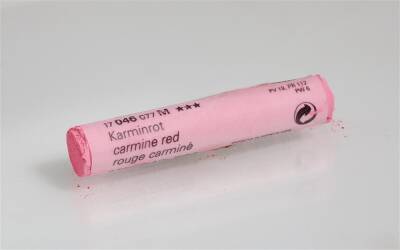 17 046 077 M ★★★
Karminrot
carmine red
rouge carminé
PV 19, PR 112
PW 6